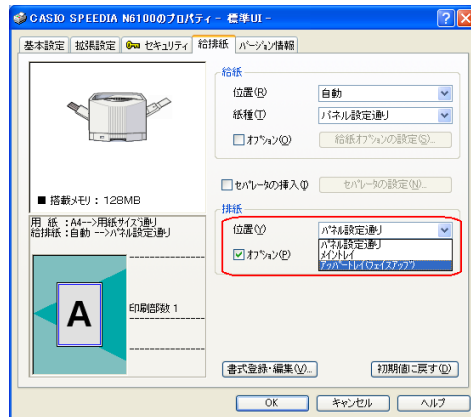 CASIO SPEEDIA N6100のプロパティ - 標準UI -
基本設定 拡張設定 セキュリティ 給排紙 バージョン情報
給紙
位置(R) 自動
紙種(T) パネル設定通り
オプション(O) 給紙オプションの設定(S)...
セパレータの挿入(I) セパレータの設定(N)...
■ 搭載メモリ : 128MB
用 紙 : A4-->用紙サイズ通り
給排紙 : 自動 -->パネル設定通り
排紙
位置(Y) パネル設定通り
パネル設定通り
メイントレイ
アッパートレイ(フェイスアップ)
オプション(P)
A
印刷部数 1
書式登録・編集(V)...
初期値に戻す(D)
OK キャンセル ヘルプ